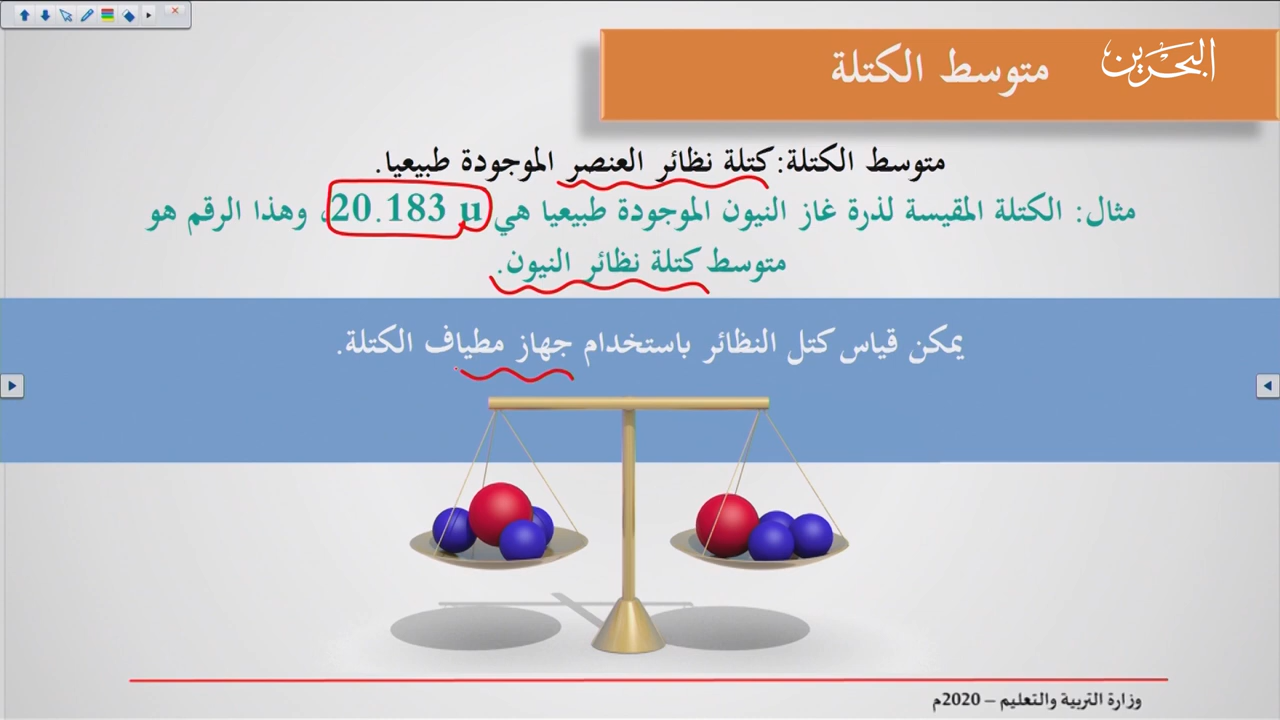 البحرين
متوسط الكتلة
متوسط الكتلة: كتلة نظائر العنصر الموجودة طبيعيا.
مثال: الكتلة المقيسة لذرة غاز النيون الموجودة طبيعيا هي 20.183 u، وهذا الرقم هو
متوسط كتلة نظائر النيون.
يمكن قياس كتل النظائر باستخدام جهاز مطياف الكتلة.
وزارة التربية والتعليم – 2020م